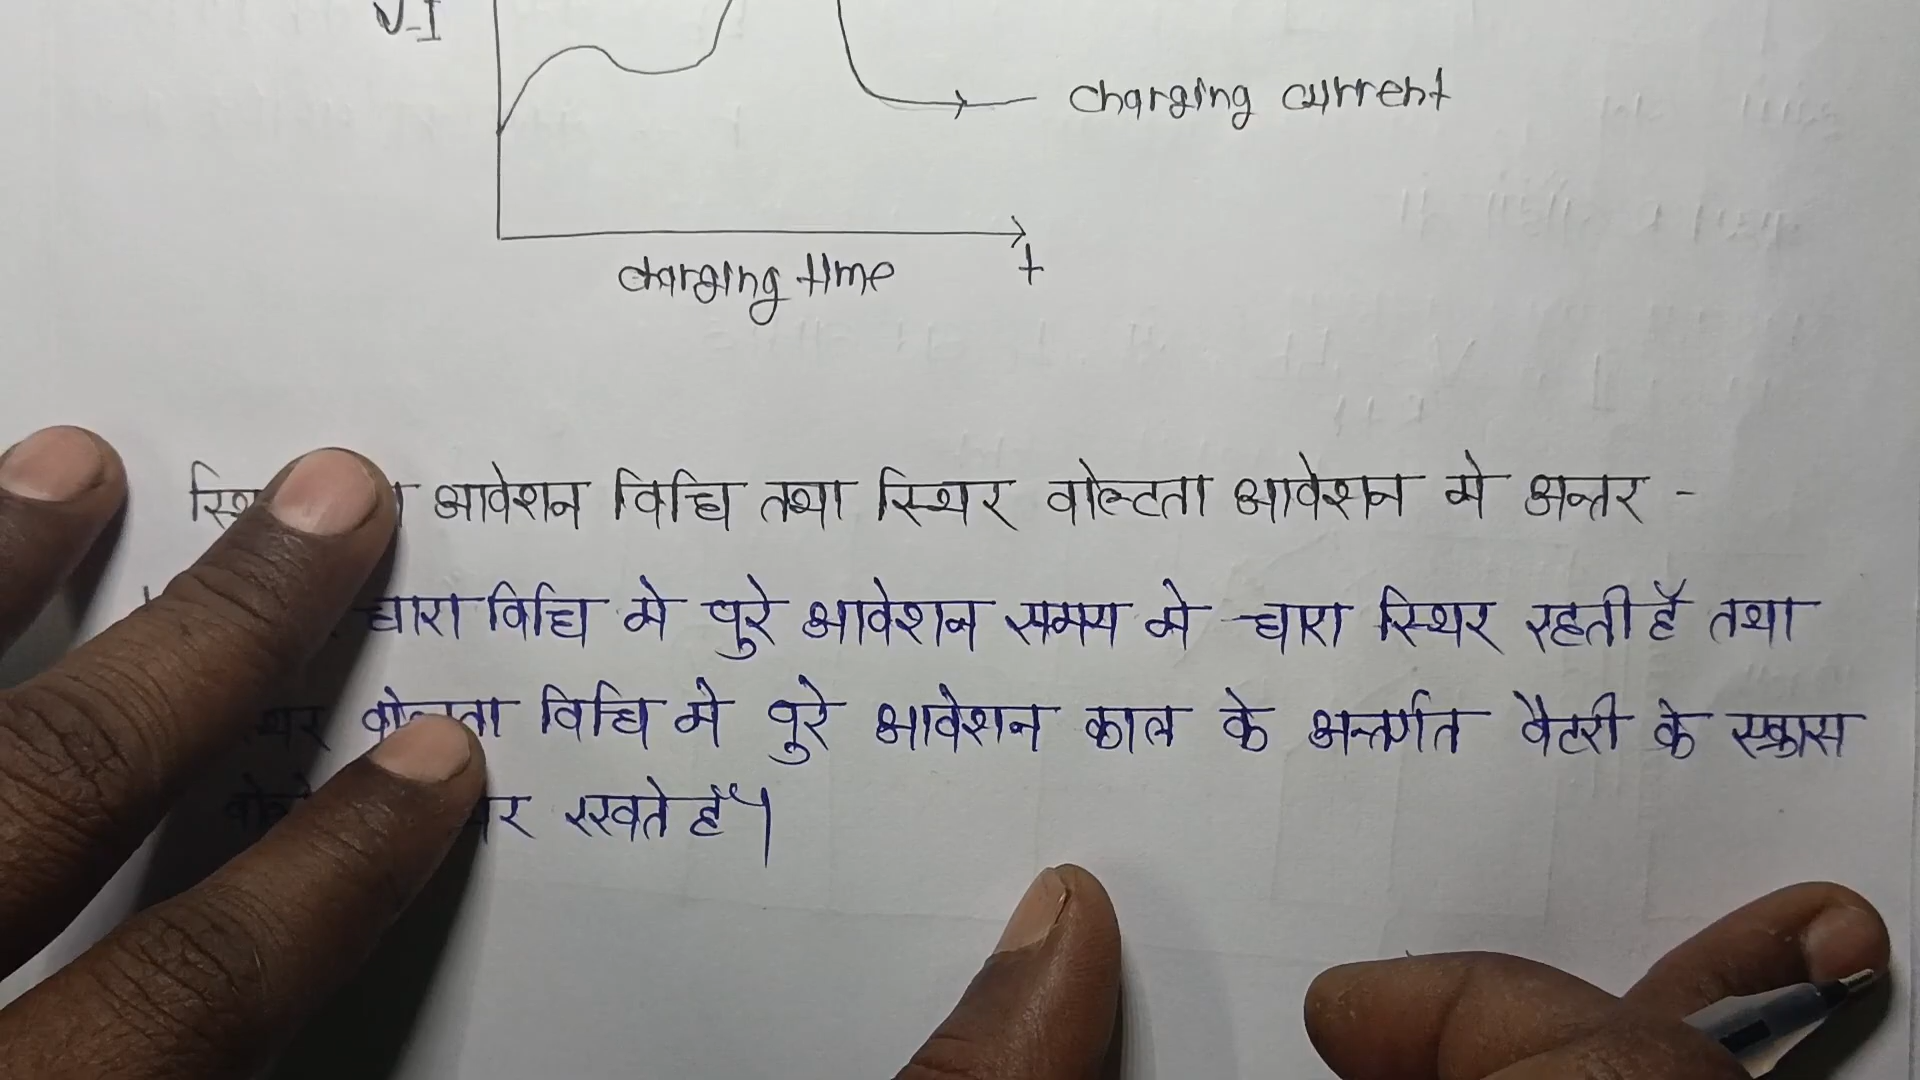 V-I
charging current
t
charging time
आवेशन विधि तथा स्थिर वोल्टता आवेशन मे अन्तर -
धारा विधि मे पुरे आवेशन समय मे धारा स्थिर रहती हैं तथा
विधि मे पुरे आवेशन काल के अन्तर्गत बैटरी के एक्रास
रखते हैं।